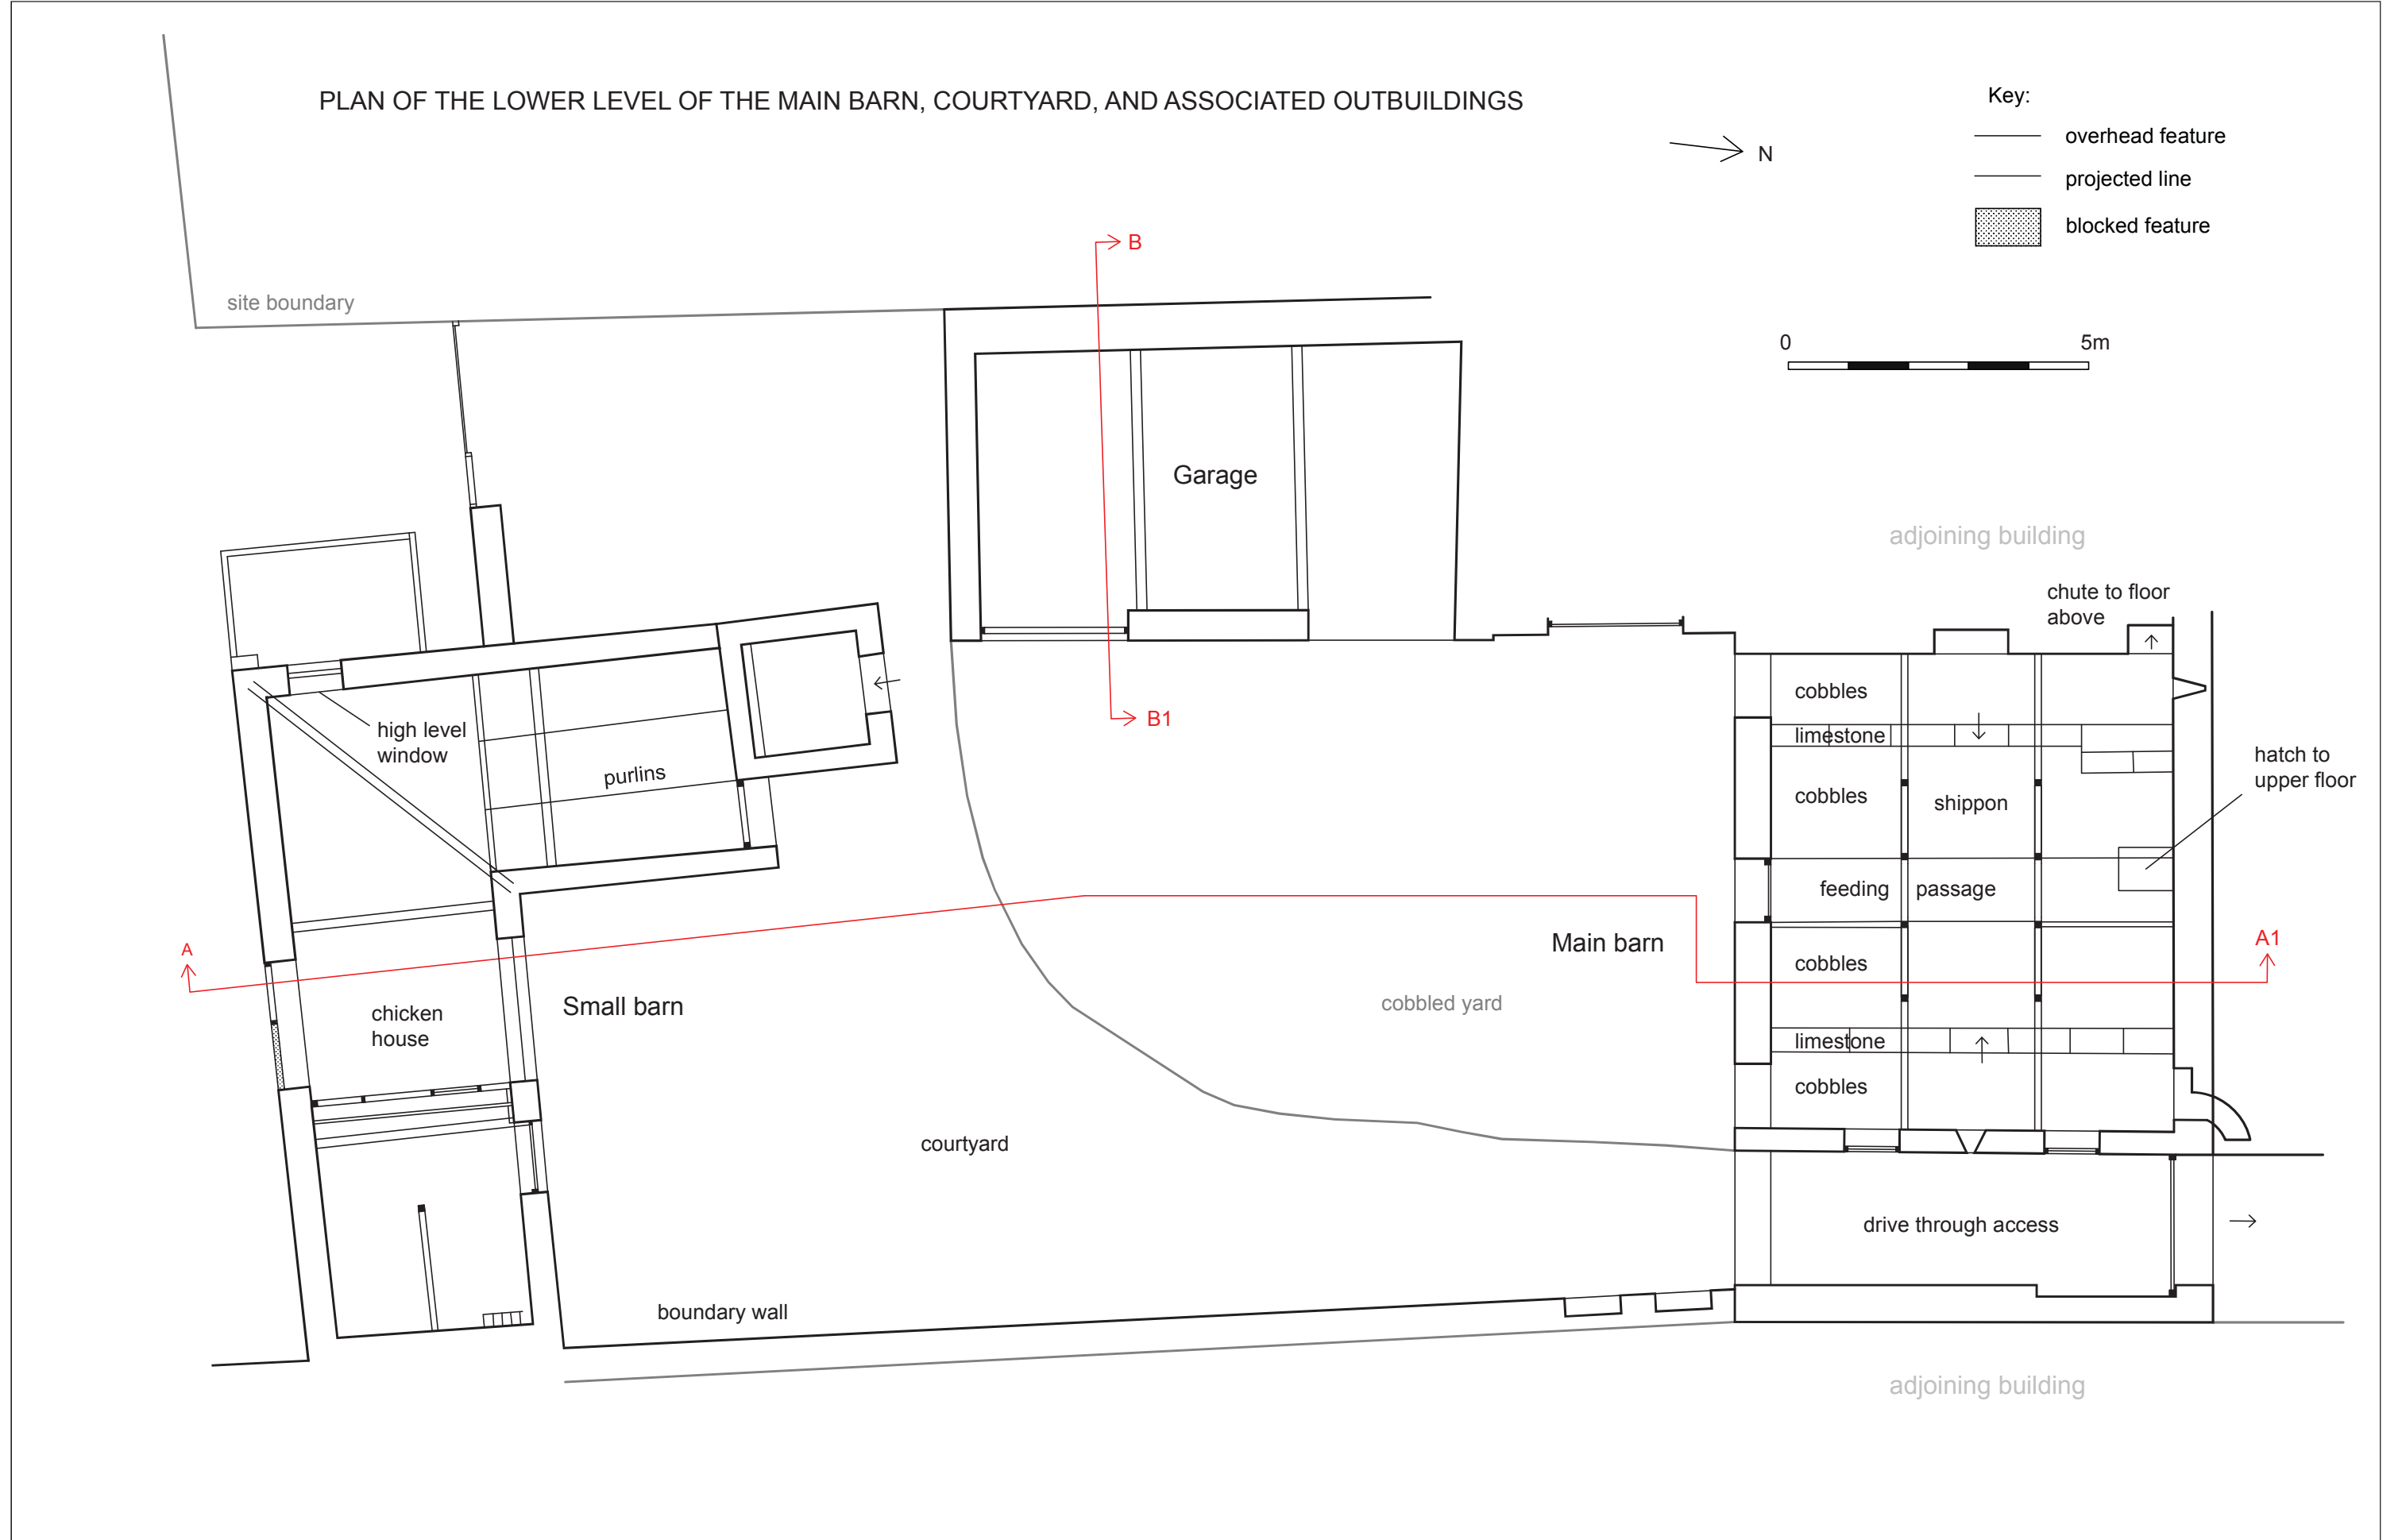 PLAN OF THE LOWER LEVEL OF THE MAIN BARN, COURTYARD, AND ASSOCIATED OUTBUILDINGS
Key:
overhead feature
projected line
blocked feature
N
0 5m
site boundary
B
B1
Garage
adjoining building
chute to floor
above
high level
window
purlins
cobbles
limestone
cobbles
shippon
hatch to
upper floor
feeding passage
A
A1
Main barn
cobbles
Small barn
chicken
house
cobbled yard
limestone
cobbles
courtyard
drive through access
boundary wall
adjoining building